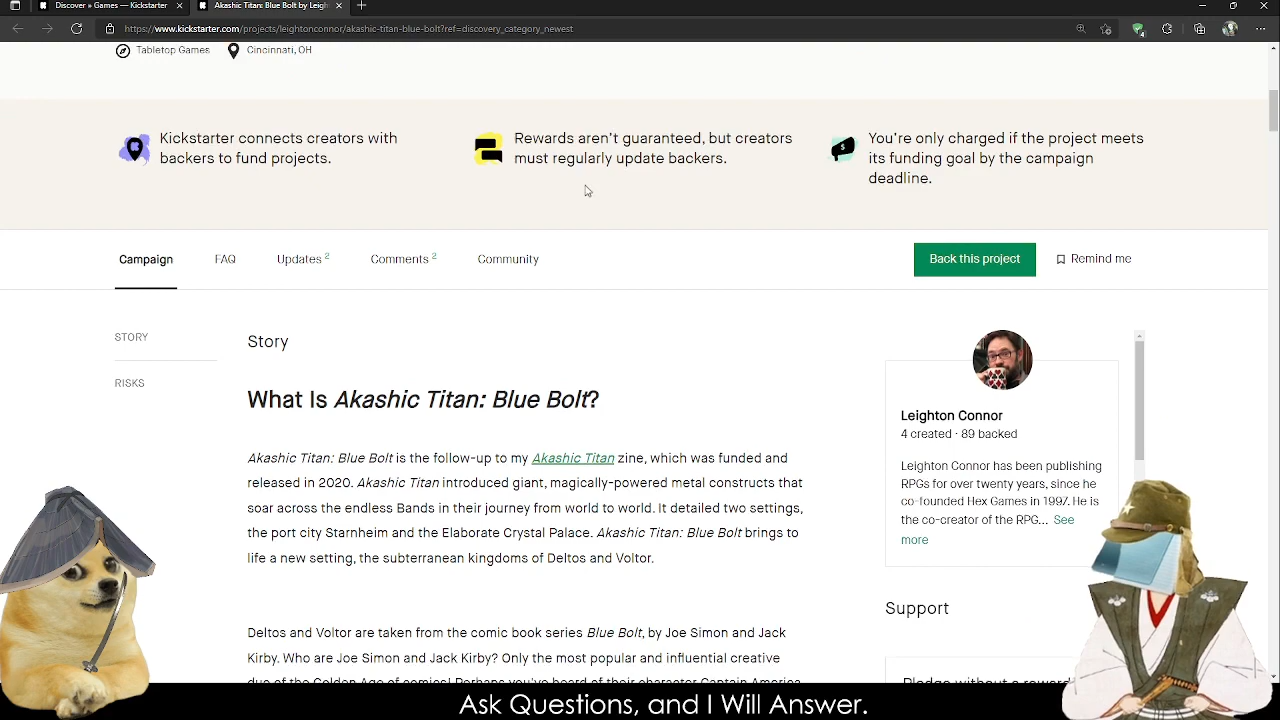 Discover » Games — Kickstarter
Akashic Titan: Blue Bolt by Leigh
https://www.kickstarter.com/projects/leightonconnor/akashic-titan-blue-bolt?ref=discovery_category_newest
Tabletop Games
Cincinnati, OH
Kickstarter connects creators with
backers to fund projects.
Rewards aren't guaranteed, but creators
must regularly update backers.
You're only charged if the project meets
its funding goal by the campaign
deadline.
Campaign
FAQ
Updates 2
Comments 2
Community
Back this project
Remind me
STORY
RISKS
Story
What Is Akashic Titan: Blue Bolt?
Akashic Titan: Blue Bolt is the follow-up to my Akashic Titan zine, which was funded and
released in 2020. Akashic Titan introduced giant, magically-powered metal constructs that
soar across the endless Bands in their journey from world to world. It detailed two settings,
the port city Starnheim and the Elaborate Crystal Palace. Akashic Titan: Blue Bolt brings to
life a new setting, the subterranean kingdoms of Deltos and Voltor.
Deltos and Voltor are taken from the comic book series Blue Bolt, by Joe Simon and Jack
Kirby. Who are Joe Simon and Jack Kirby? Only the most popular and influential creative
duo of the Golden Age of comics! Perhaps you've heard of their character Captain America
Leighton Connor
4 created · 89 backed
Leighton Connor has been publishing
RPGs for over twenty years, since he
co-founded Hex Games in 1997. He is
the co-creator of the RPG... See
more
Support
Pledge without a reward
Ask Questions, and I Will Answer.